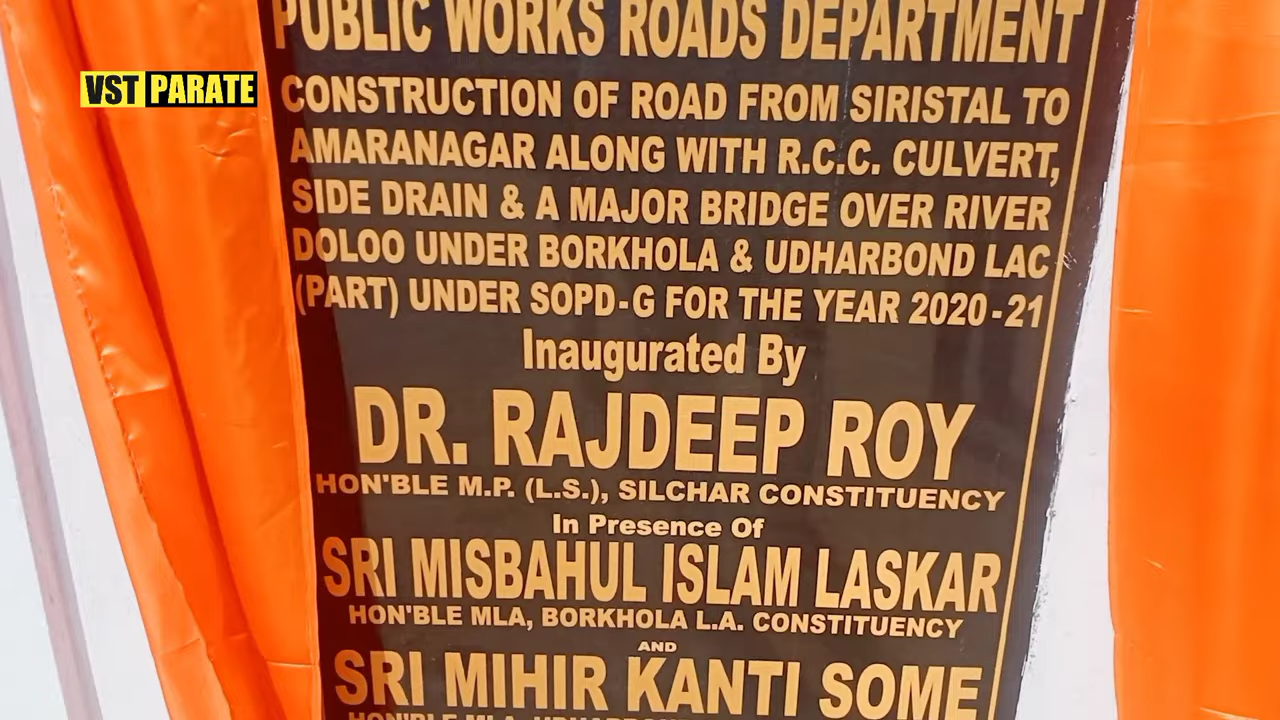 PUBLIC WORKS ROADS DEPARTMENT
VST PARATE
CONSTRUCTION OF ROAD FROM SIRISTAL TO
AMARANAGAR ALONG WITH R.C.C. CULVERT,
SIDE DRAIN & A MAJOR BRIDGE OVER RIVER
DOLOO UNDER BORKHOLA & UDHARBOND LAC
(PART) UNDER SOPD-G FOR THE YEAR 2020-21
Inaugurated By
DR. RAJDEEP ROY
HON'BLE M.P. (L.S.), SILCHAR CONSTITUENCY
In Presence Of
SRI MISBAHUL ISLAM LASKAR
HON'BLE MLA, BORKHOLA L.A. CONSTITUENCY
AND
SRI MIHIR KANTI SOME
HON'BLE MLA,